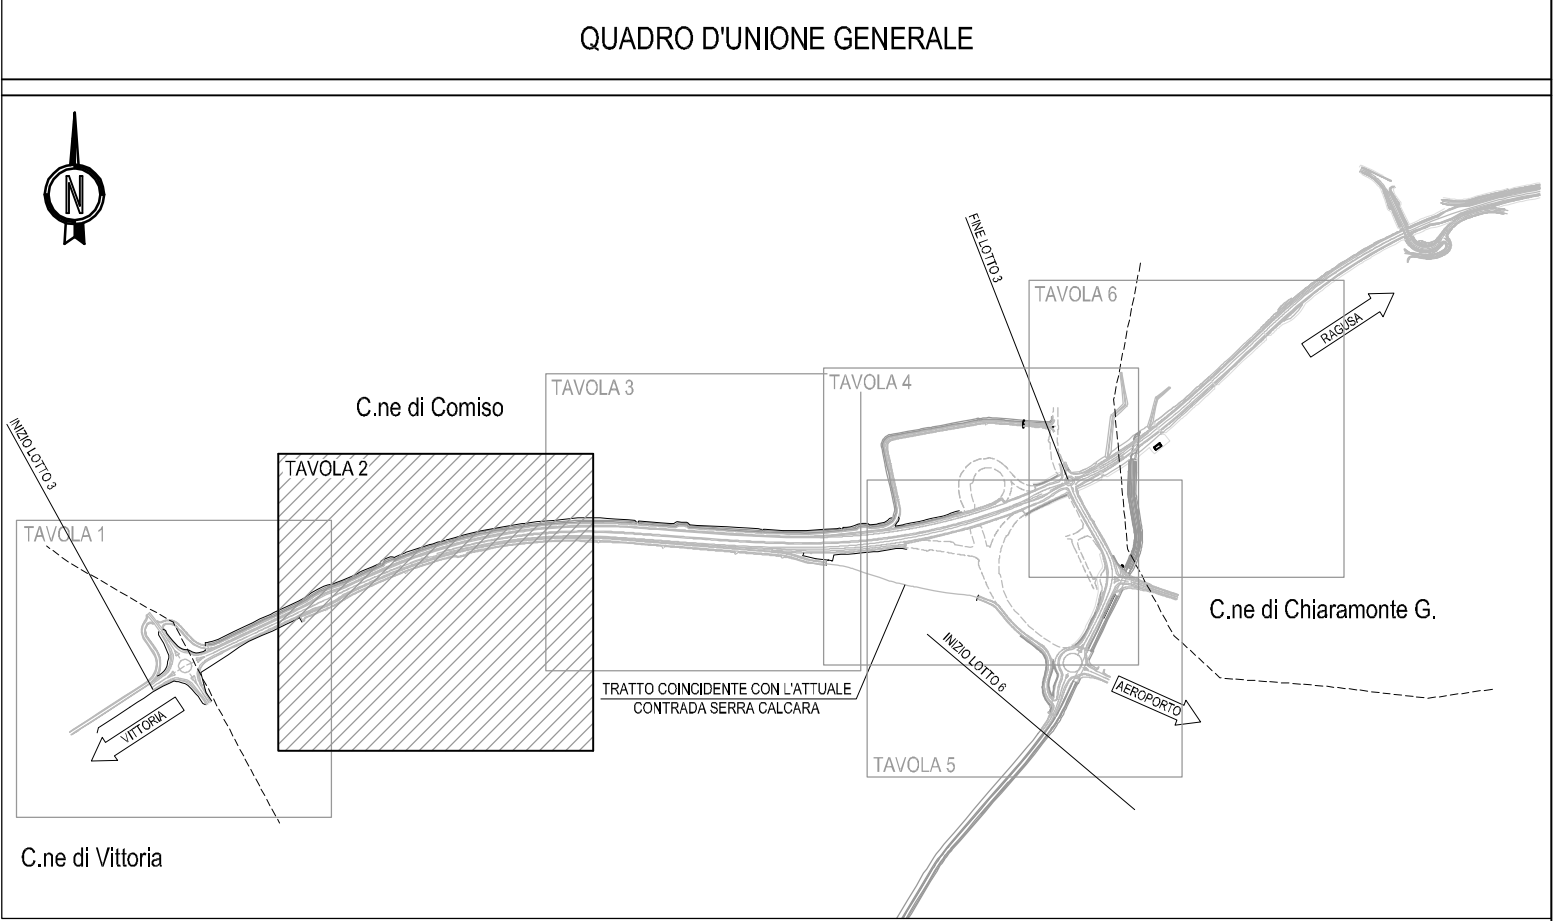 QUADRO D'UNIONE GENERALE
N
FINE LOTTO 3
TAVOLA 6
RAGUSA
TAVOLA 3
TAVOLA 4
C.ne di Comiso
INIZIO LOTTO 3
TAVOLA 2
TAVOLA 1
C.ne di Chiaramonte G.
INIZIO LOTTO 6
TRATTO COINCIDENTE CON L'ATTUALE
CONTRADA SERRA CALCARA
AEROPORTO
VITTORIA
TAVOLA 5
C.ne di Vittoria